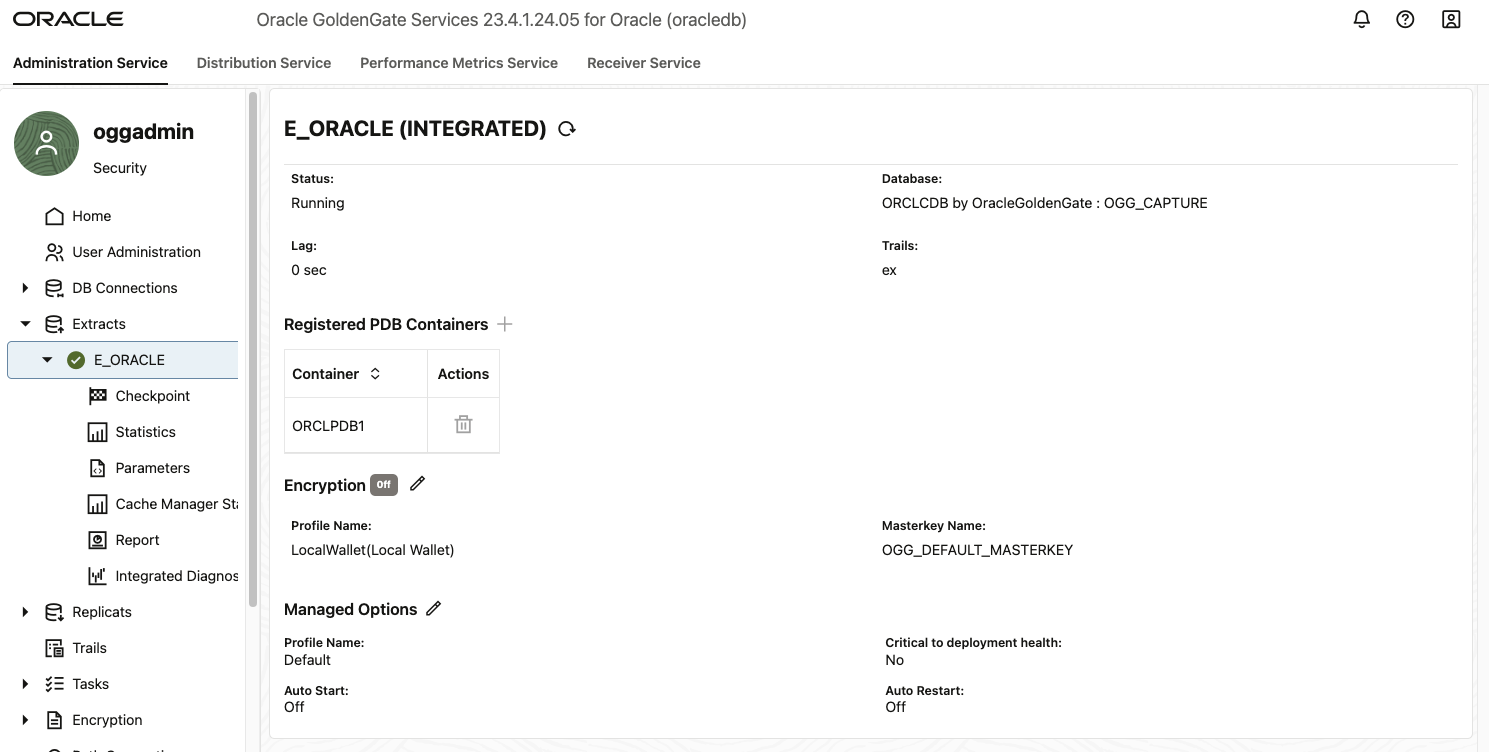 ORACLE
Oracle GoldenGate Services 23.4.1.24.05 for Oracle (oracledb)
Administration Service
Distribution Service
Performance Metrics Service
Receiver Service
oggadmin
Security
Home
User Administration
DB Connections
Extracts
E_ORACLE
Checkpoint
Statistics
Parameters
Cache Manager Sta
Report
Integrated Diagnos
Replicats
Trails
Tasks
Encryption
E_ORACLE (INTEGRATED)
Status:
Running
Database:
ORCLCDB by OracleGoldenGate : OGG_CAPTURE
Lag:
0 sec
Trails:
ex
Registered PDB Containers
Container
Actions
ORCLPDB1
Encryption Off
Profile Name:
LocalWallet(Local Wallet)
Masterkey Name:
OGG_DEFAULT_MASTERKEY
Managed Options
Profile Name:
Default
Critical to deployment health:
No
Auto Start:
Off
Auto Restart:
Off